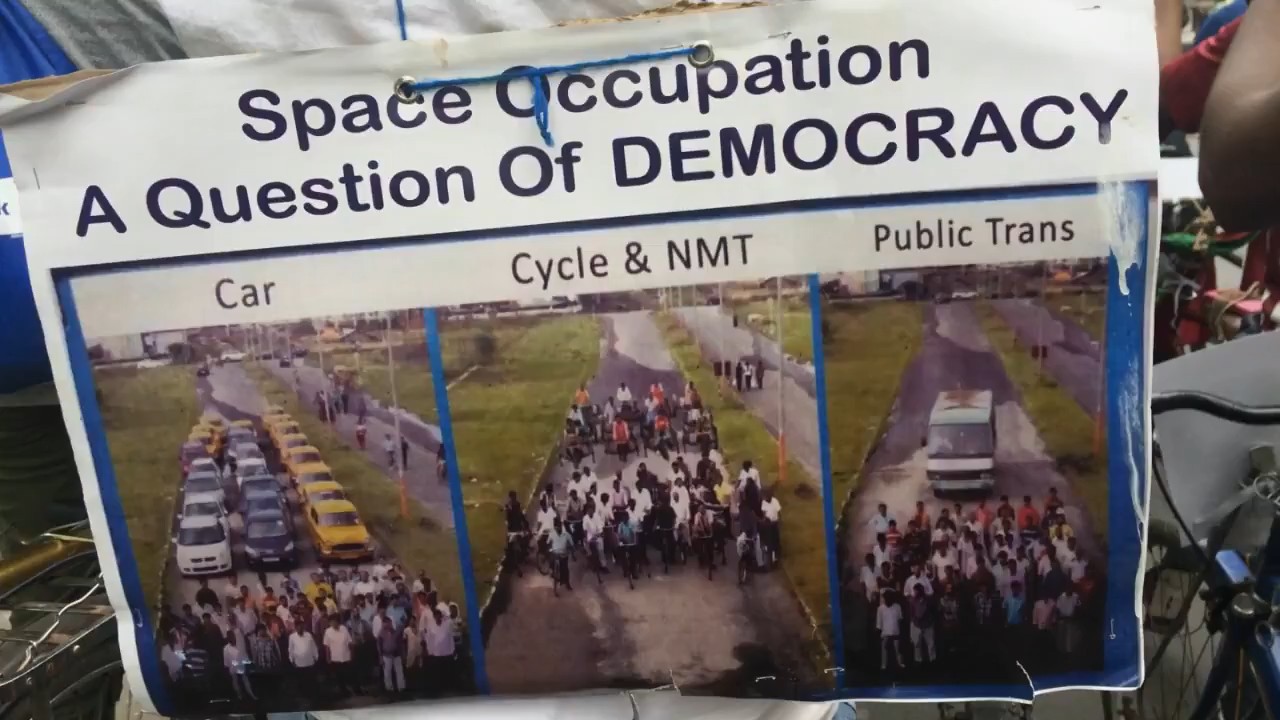 Space Occupation
A Question Of DEMOCRACY
Car
Cycle & NMT
Public Trans
k